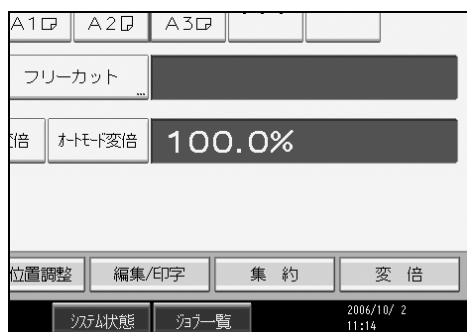 A1 A2 A3
フリーカット
...
倍 ｵｰﾄﾓｰﾄﾞ変倍 100.0%
位置調整 編集/印字 集 約 変 倍
ｼｽﾃﾑ状態 ｼﾞｮﾌﾞ一覧 2006/10/ 2
11:14